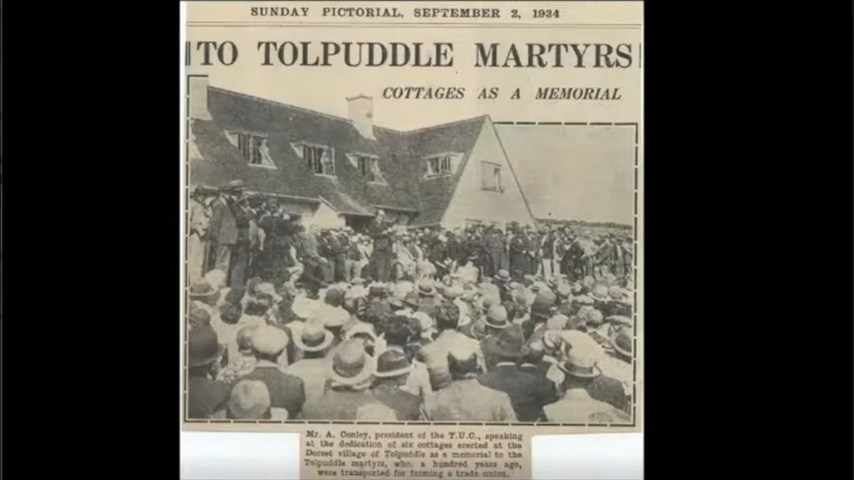 SUNDAY PICTORIAL, SEPTEMBER 2, 1934
TO TOLPUDDLE MARTYRS
COTTAGES AS A MEMORIAL
Mr. A. Conley, president of the T.U.C., speaking
at the dedication of six cottages erected at the
Dorset village of Tolpuddle as a memorial to the
Tolpuddle martyrs, who, a hundred years ago,
were transported for forming a trade union.